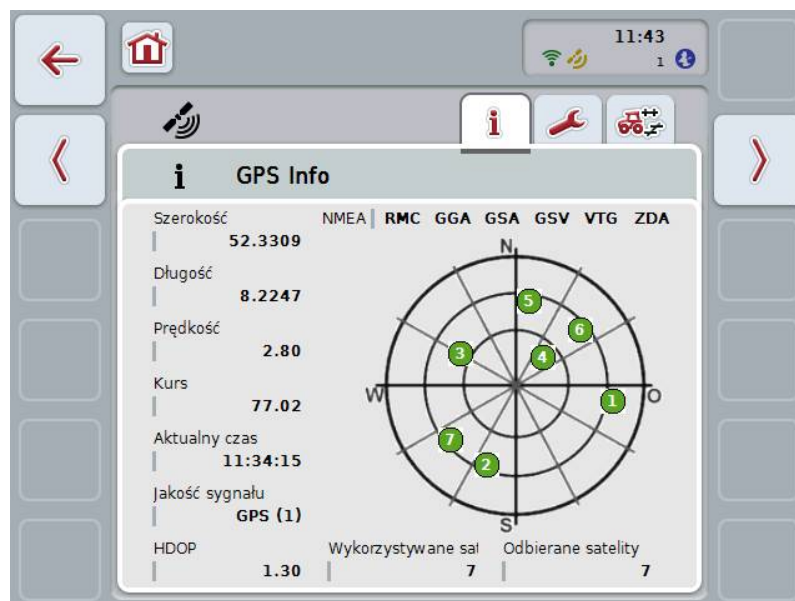 11:43
1
i
i GPS Info
Szerokość
52.3309
NMEA RMC GGA GSA GSV VTG ZDA
Długość
8.2247
Prędkość
2.80
Kurs
77.02
Aktualny czas
11:34:15
Jakość sygnału
GPS (1)
HDOP
1.30
N
5
6
3
4
W
1
O
7
2
S
Wykorzystywane sat
7
Odbierane satelity
7